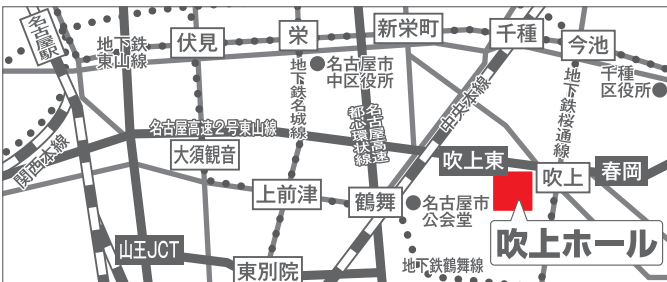 名古屋駅
地下鉄
東山線
伏見
栄
新栄町
千種
今池
名古屋市
中区役所
千種
区役所
地下鉄名城線
名古屋高速
都心環状線
中央本線
地下鉄桜通線
関西本線
名古屋高速2号東山線
大須観音
吹上東
吹上
春岡
上前津
鶴舞
名古屋市
公会堂
吹上ホール
山王JCT
東別院
地下鉄鶴舞線